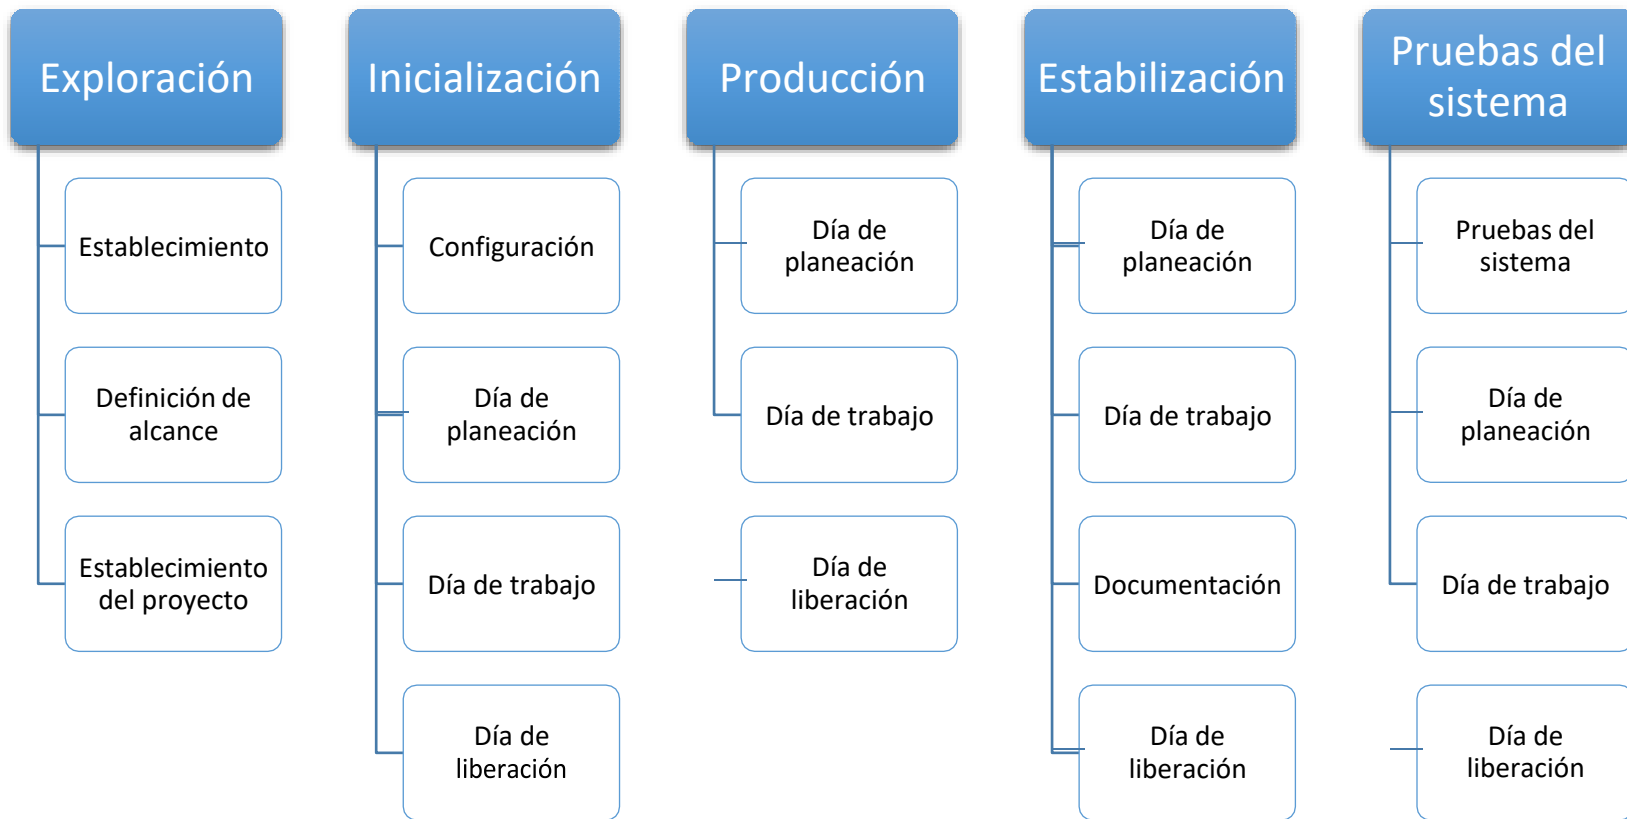 Exploración
Establecimiento
Definición de
alcance
Establecimiento
del proyecto
Inicialización
Configuración
Día de
planeación
Día de trabajo
Día de
liberación
Producción
Día de
planeación
Día de trabajo
Día de
liberación
Estabilización
Día de
planeación
Día de trabajo
Documentación
Día de
liberación
Pruebas del
sistema
Pruebas del
sistema
Día de
planeación
Día de trabajo
Día de
liberación